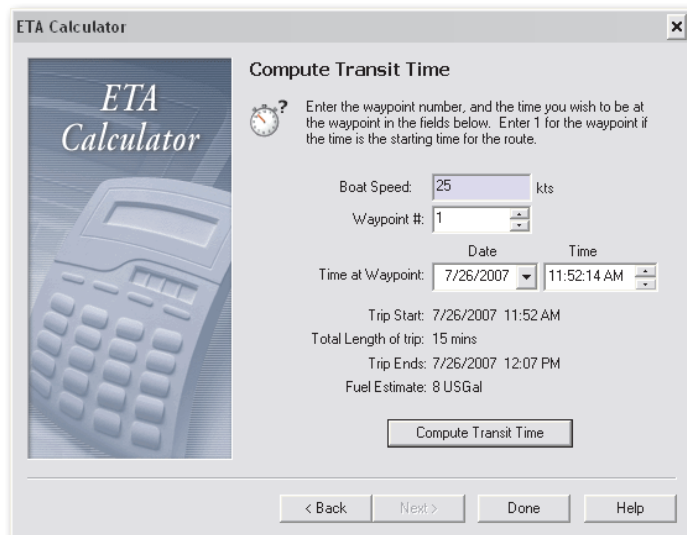 ETA Calculator
ETA
Calculator
Compute Transit Time
?
Enter the waypoint number, and the time you wish to be at
the waypoint in the fields below. Enter 1 for the waypoint if
the time is the starting time for the route.
Boat Speed: 25 kts
Waypoint #: 1
Date Time
Time at Waypoint: 7/26/2007 11:52:14 AM
Trip Start: 7/26/2007 11:52 AM
Total Length of trip: 15 mins
Trip Ends: 7/26/2007 12:07 PM
Fuel Estimate: 8 USGal
Compute Transit Time
< Back Next > Done Help